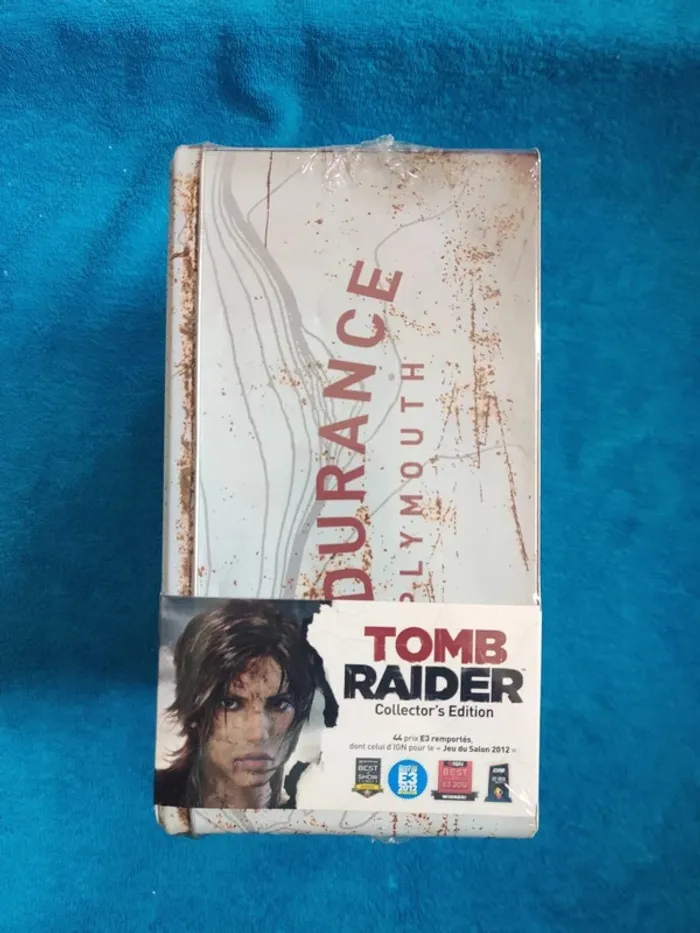 DURANCE
PLYMOUTH
TOMB
RAIDER
Collector's Edition
44 prix E3 remportés,
dont celui d'IGN pour le « Jeu du Salon 2012 »
BEST
SHOW
E3
2012
BEST
E3 2012
WINNER!